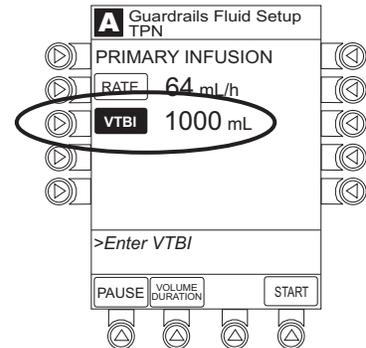 A Guardrails Fluid Setup
TPN
PRIMARY INFUSION
RATE 64 mL/h
VTBI 1000 mL
>Enter VTBI
PAUSE VOLUME DURATION START